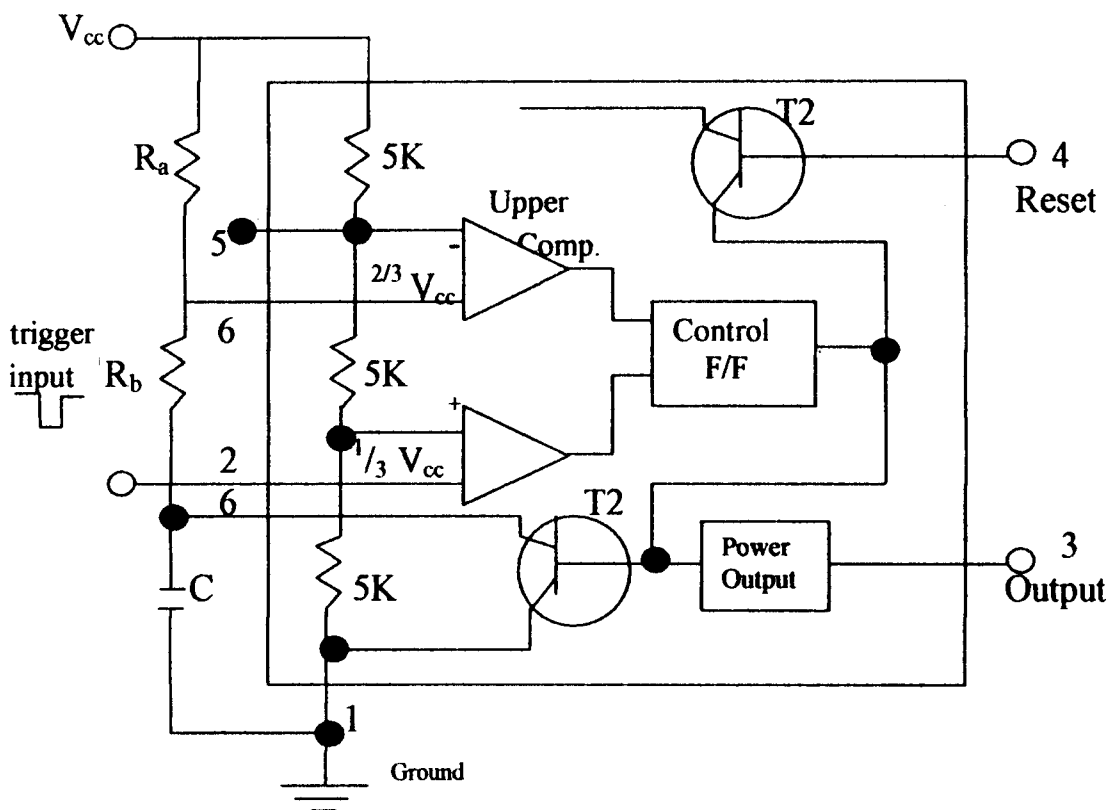 Vcc
T2
Ra
5K
4
Reset
Upper
Comp.
5
-
2/3 Vcc
6
trigger
input
Rb
5K
Control
F/F
+
1/3 Vcc
2
6
T2
Power
Output
3
Output
C
5K
1
Ground